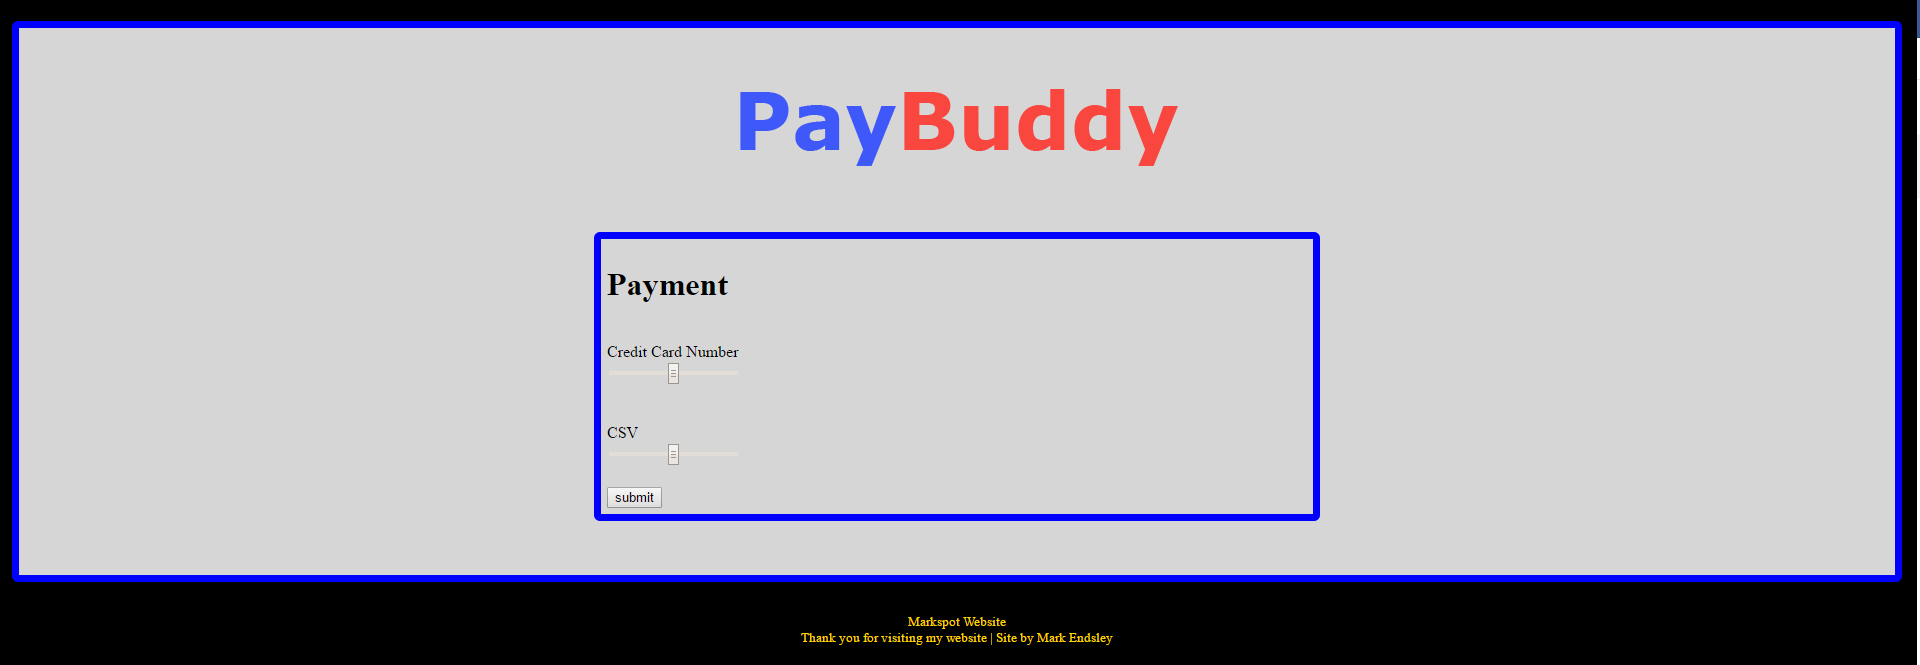 PayBuddy
Payment
Credit Card Number
CSV
submit
Markspot Website
Thank you for visiting my website | Site by Mark Endsley